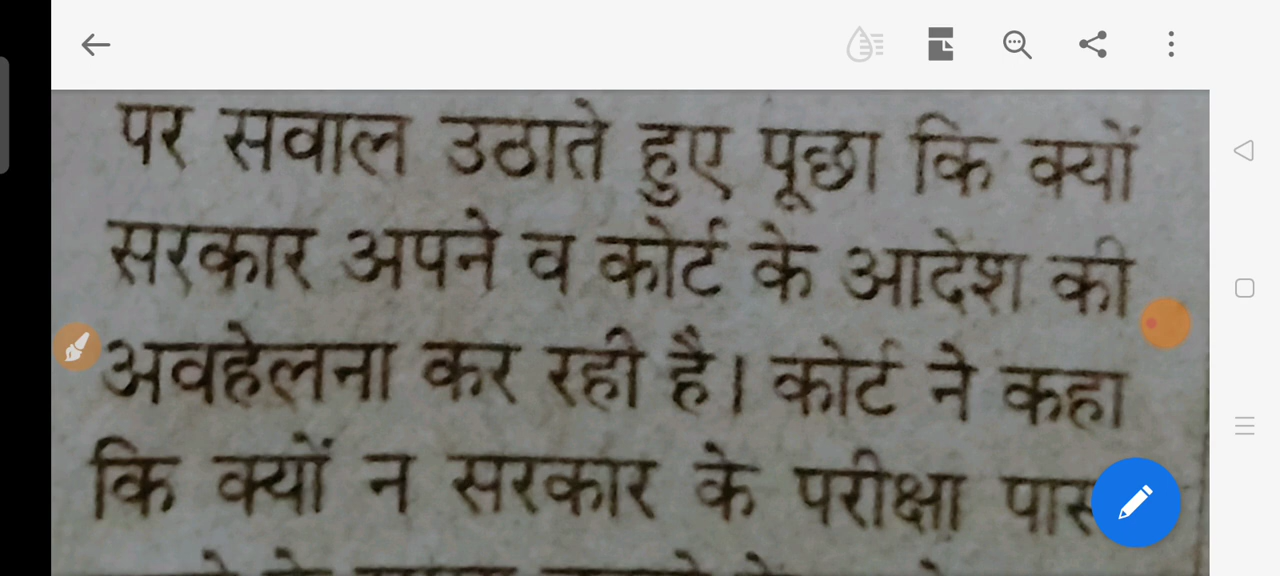 पर सवाल उठाते हुए पूछा कि क्यों
सरकार अपने व कोर्ट के आदेश की
अवहेलना कर रही है। कोर्ट ने कहा
कि क्यों न सरकार के परीक्षा पास